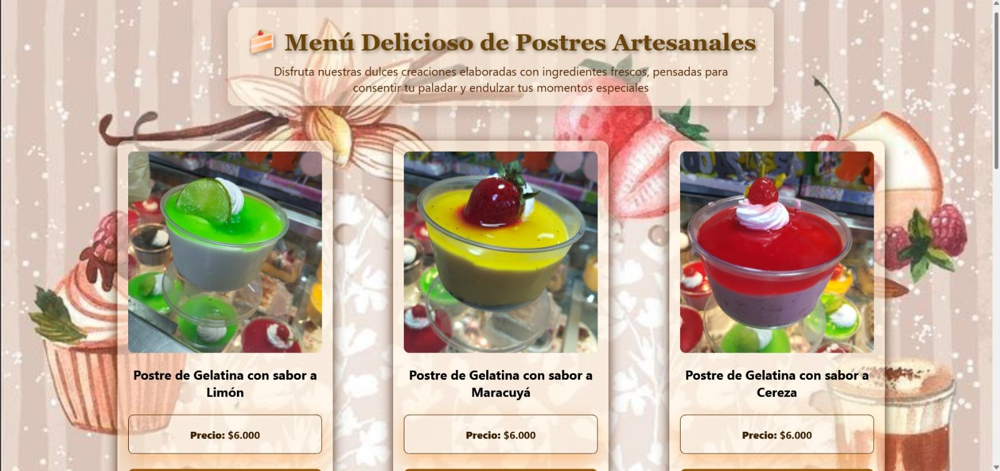 Menú Delicioso de Postres Artesanales
Disfruta nuestras dulces creaciones elaboradas con ingredientes frescos, pensadas para
consentir tu paladar y endulzar tus momentos especiales
Postre de Gelatina con sabor a
Limón
Precio: $6.000
Postre de Gelatina con sabor a
Maracuyá
Precio: $6.000
Postre de Gelatina con sabor a
Cereza
Precio: $6.000